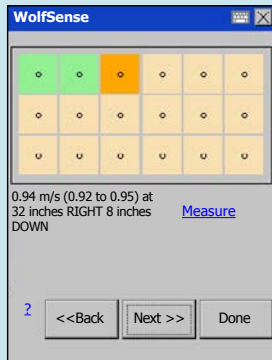 WolfSense
0.94 m/s (0.92 to 0.95) at
32 inches RIGHT 8 inches
DOWN
Measure
?
<<Back
Next >>
Done